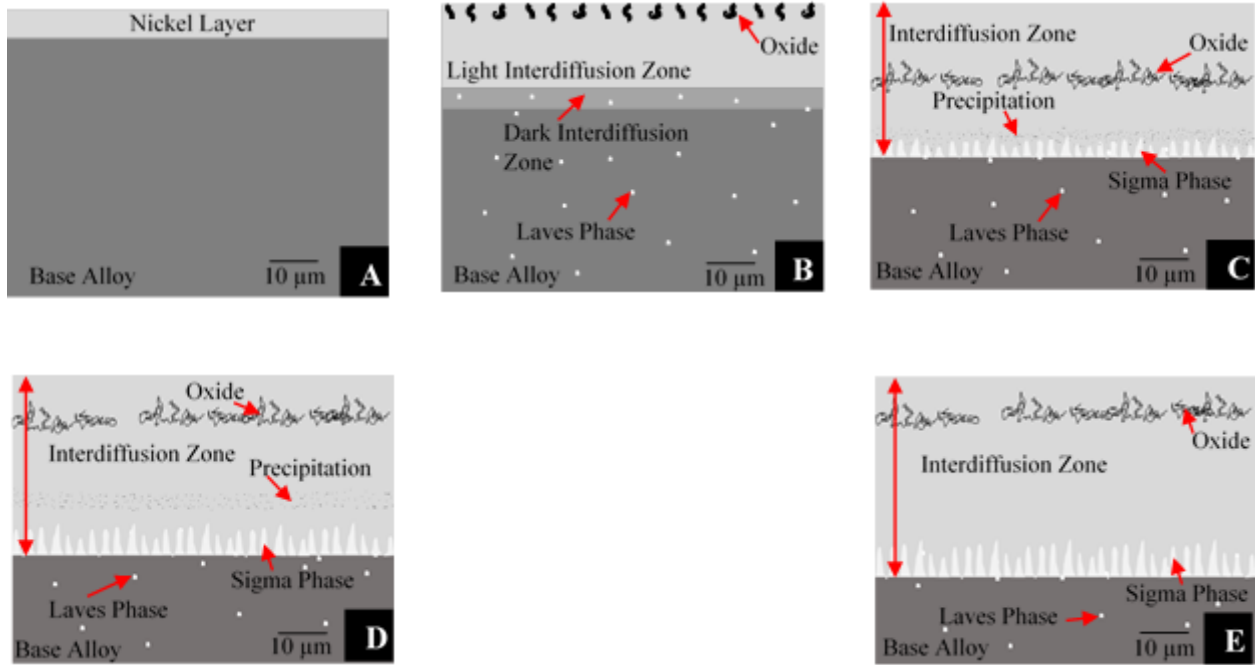 Nickel Layer
Base Alloy
10 µm
A
Oxide
Light Interdiffusion Zone
Dark Interdiffusion
Zone
Laves Phase
Base Alloy
10 µm
B
Interdiffusion Zone
Oxide
Precipitation
Sigma Phase
Laves Phase
Base Alloy
10 µm
C
Oxide
Interdiffusion Zone
Precipitation
Sigma Phase
Laves Phase
Base Alloy
10 µm
D
Oxide
Interdiffusion Zone
Sigma Phase
Laves Phase
Base Alloy
10 µm
E